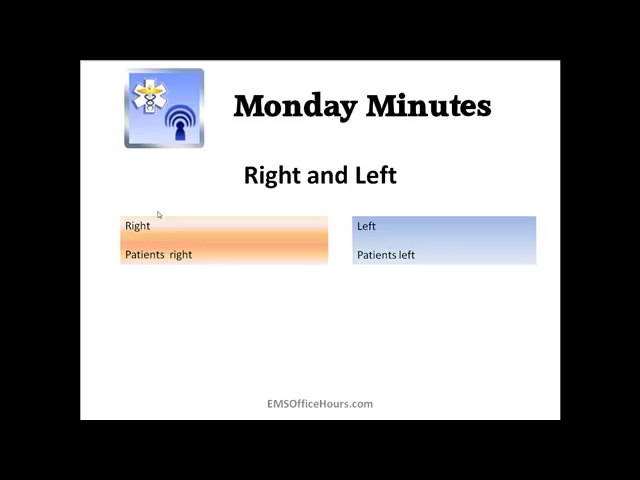 Monday Minutes
Right and Left
Right
Patients  right
Left
Patients left
EMSOfficeHours.com